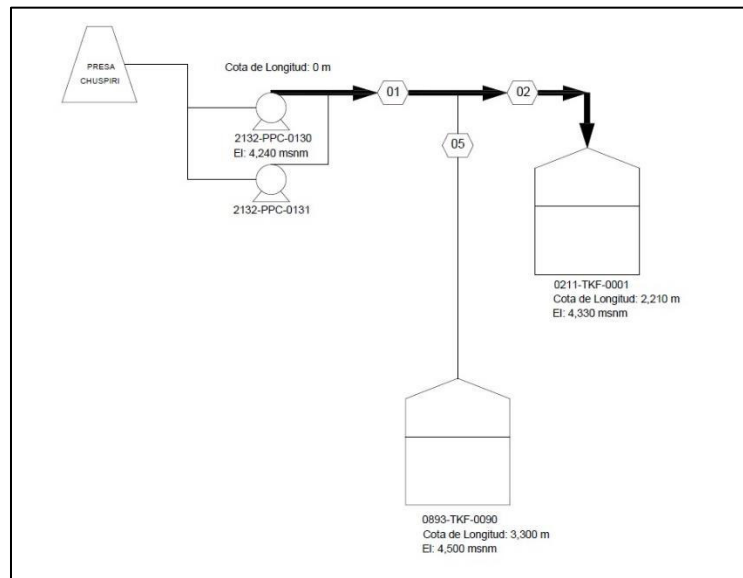 PRESA
CHUSPIRI
Cota de Longitud: 0 m
01
02
2132-PPC-0130
El: 4,240 msnm
05
2132-PPC-0131
0211-TKF-0001
Cota de Longitud: 2,210 m
El: 4,330 msnm
0893-TKF-0090
Cota de Longitud: 3,300 m
El: 4,500 msnm